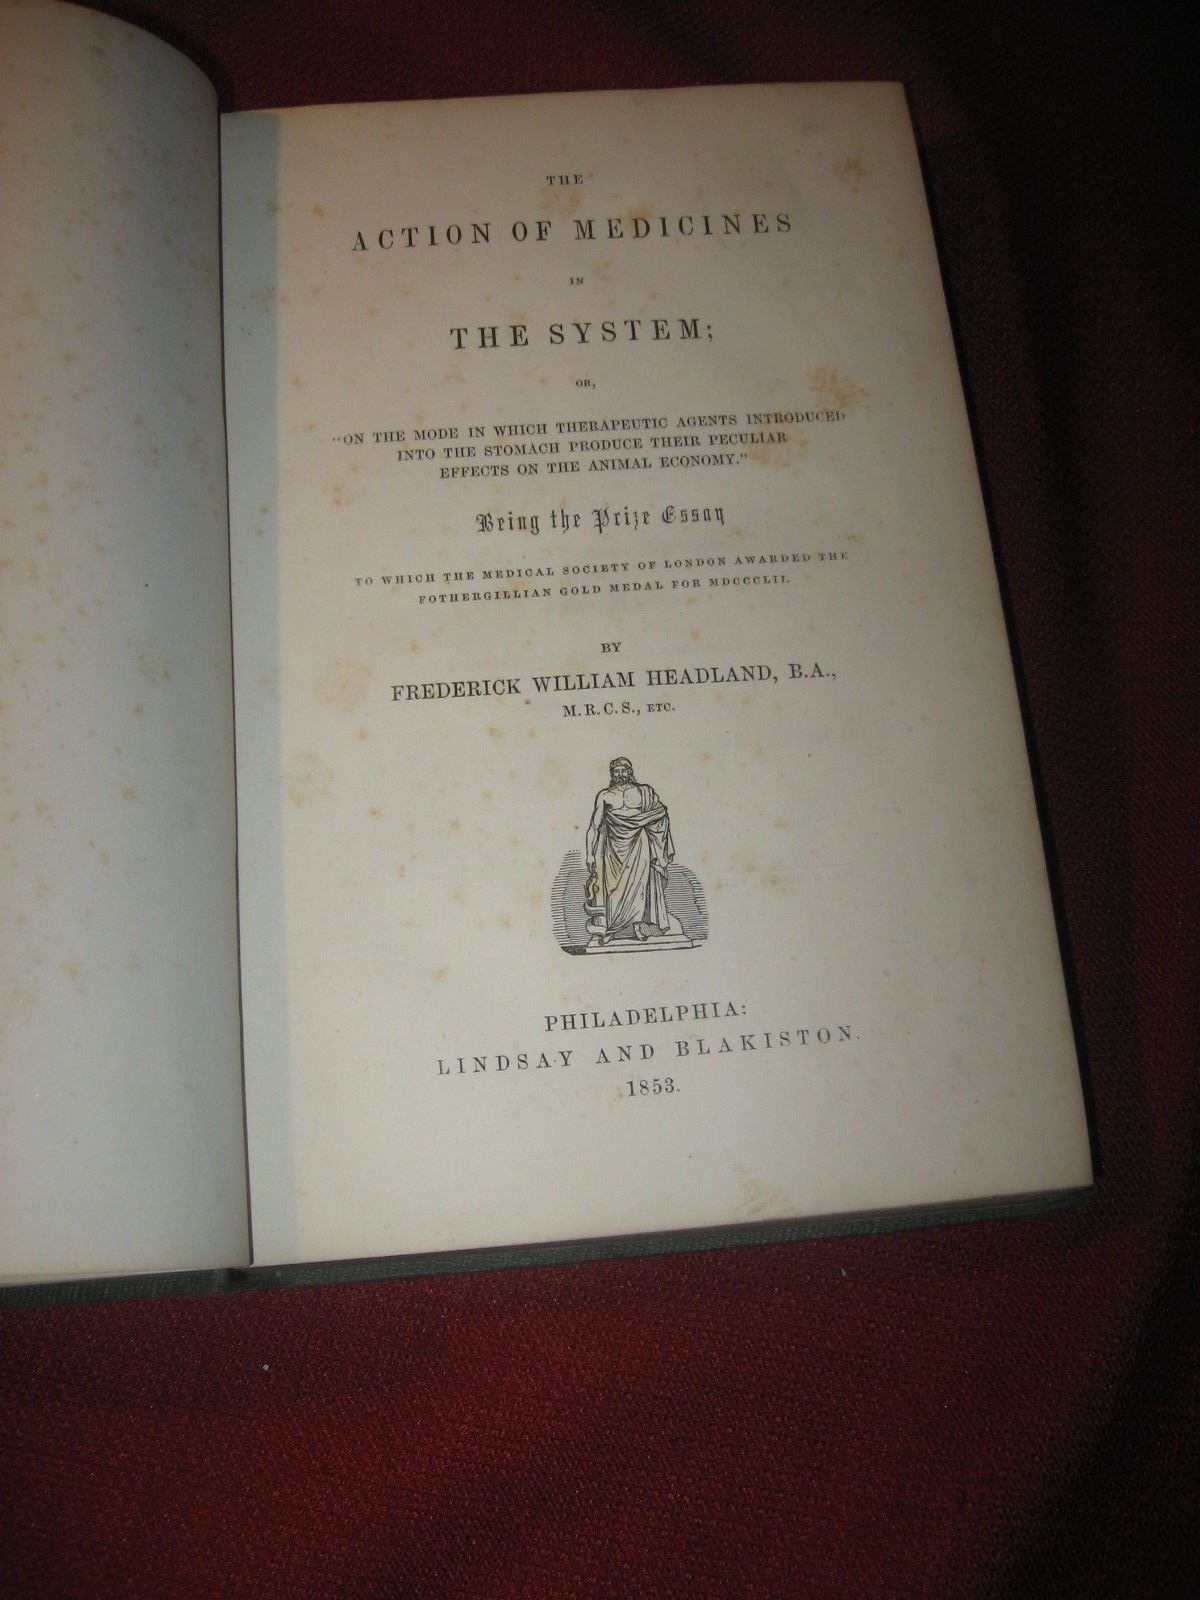 THE
ACTION OF MEDICINES
IN
THE SYSTEM;
OR,
"ON THE MODE IN WHICH THERAPEUTIC AGENTS INTRODUCED
INTO THE STOMACH PRODUCE THEIR PECULIAR
EFFECTS ON THE ANIMAL ECONOMY."
Being the Prize Essay
TO WHICH THE MEDICAL SOCIETY OF LONDON AWARDED THE
FOTHERGILLIAN GOLD MEDAL FOR MDCCCLII.
BY
FREDERICK WILLIAM HEADLAND, B.A.,
M.R.C.S., ETC.
PHILADELPHIA:
LINDSAY AND BLAKISTON.
1853.